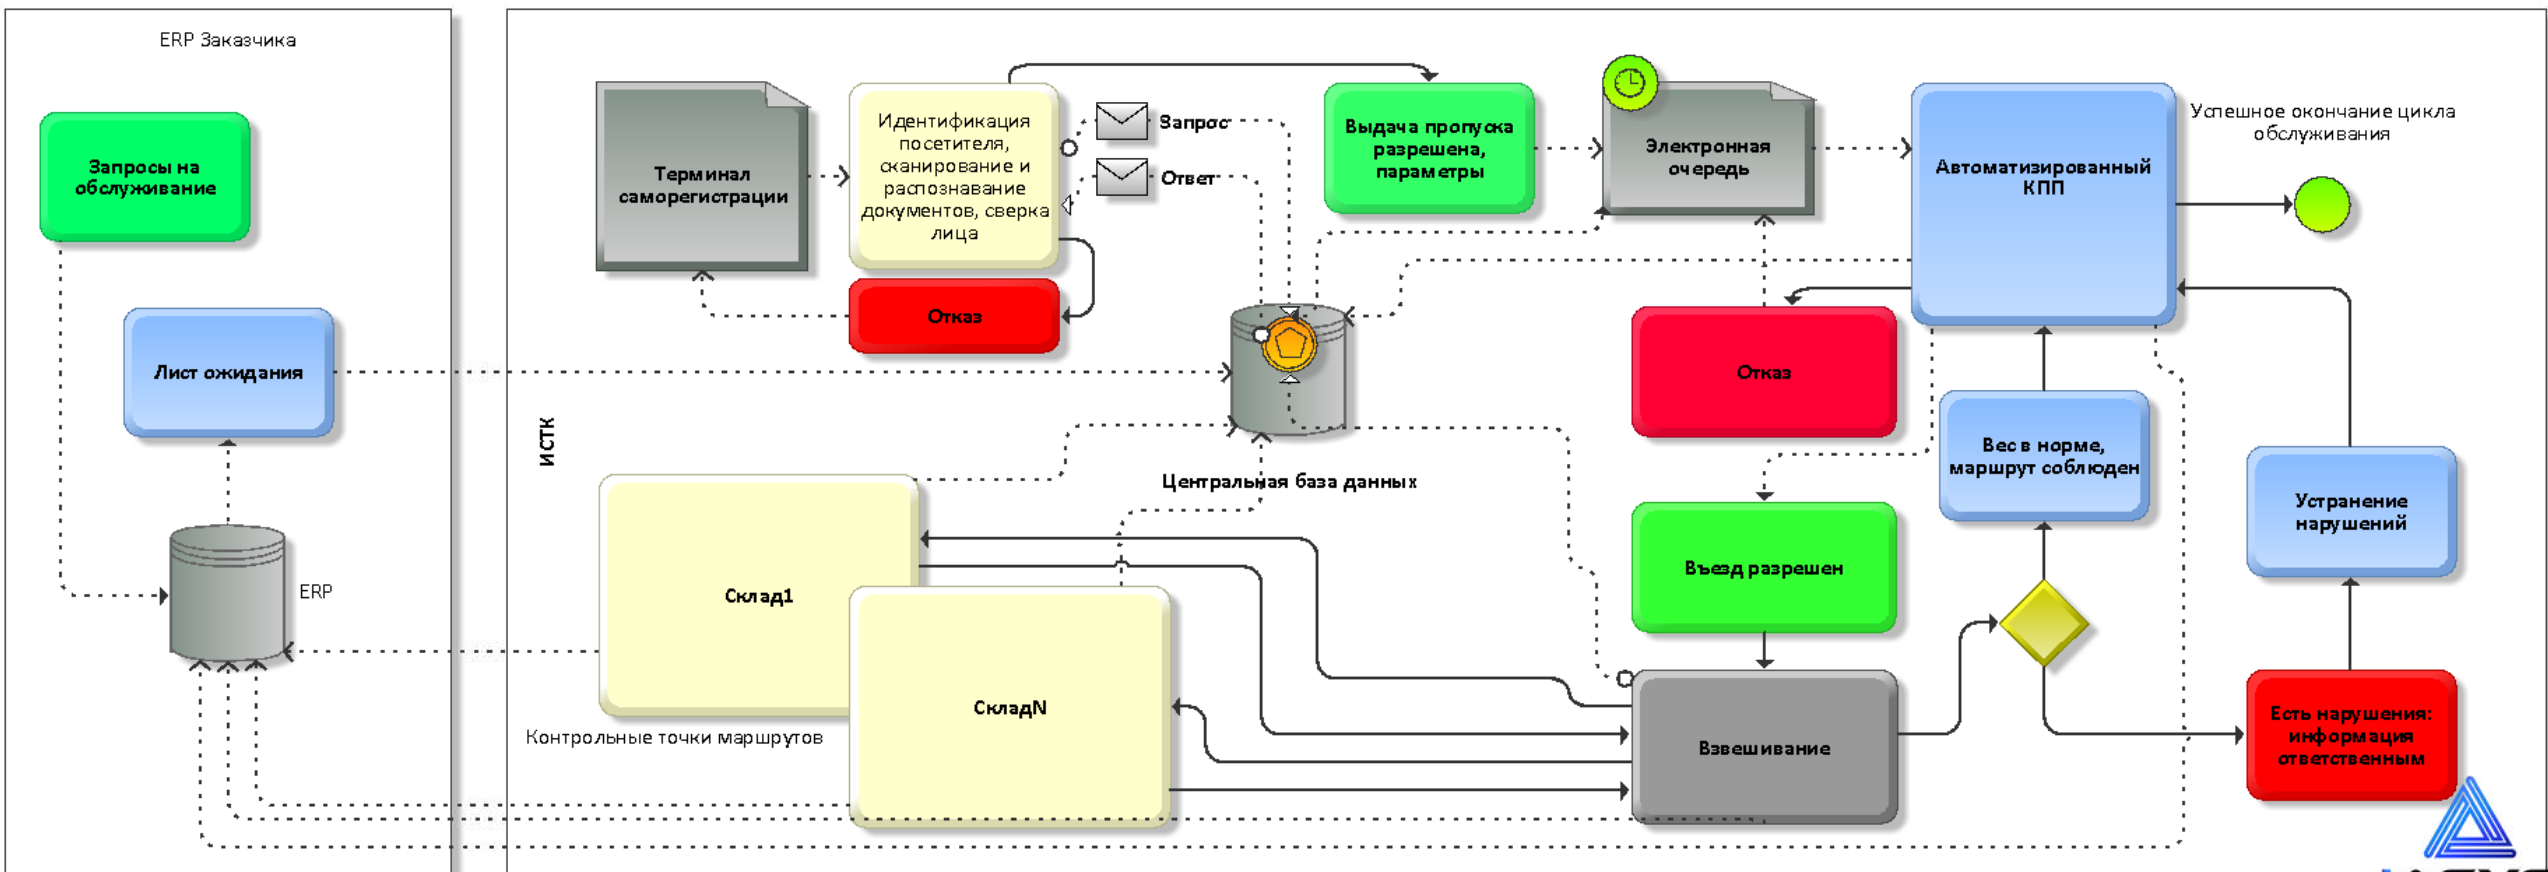 ERP Заказчика
Запросы на
обслуживание
Лист ожидания
ERP
ИСТК
Терминал
саморегистрации
Идентификация
посетителя,
сканирование и
распознавание
документов, сверка
лица
Отказ
Запрос
Ответ
Выдача пропуска
разрешена,
параметры
Электронная
очередь
Автоматизированный
КПП
Успешное окончание цикла
обслуживания
Отказ
Центральная база данных
Вес в норме,
маршрут соблюден
Устранение
нарушений
Въезд разрешен
Склад1
СкладN
Контрольные точки маршрутов
Взвешивание
Есть нарушения:
информация
ответственным